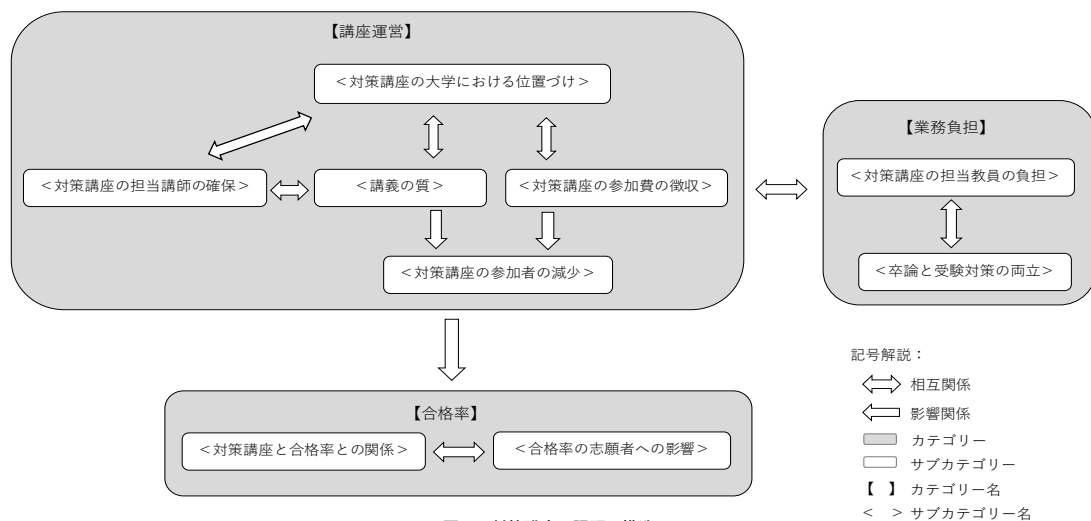 【講座運営】
＜対策講座の大学における位置づけ＞
＜対策講座の担当講師の確保＞
＜講義の質＞
＜対策講座の参加費の徴収＞
＜対策講座の参加者の減少＞
【業務負担】
＜対策講座の担当教員の負担＞
＜卒論と受験対策の両立＞
【合格率】
＜対策講座と合格率との関係＞
＜合格率の志願者への影響＞
記号解説：
相互関係
影響関係
カテゴリー
サブカテゴリー
【　】カテゴリー名
＜　＞サブカテゴリー名